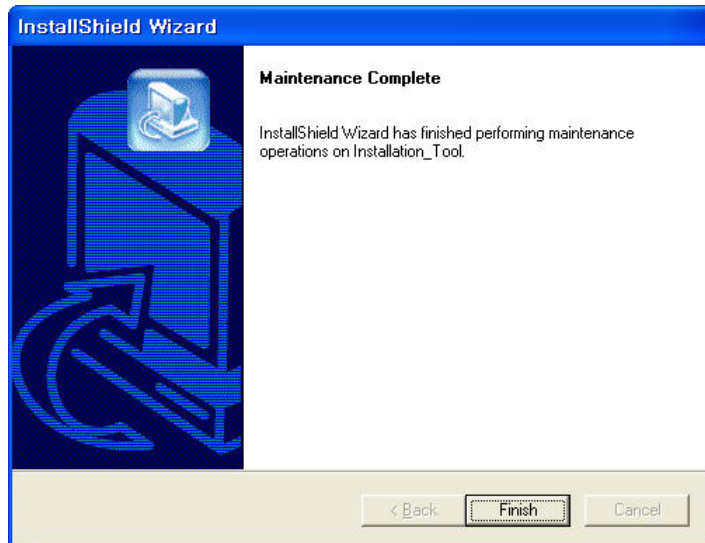 InstallShield Wizard
Maintenance Complete
InstallShield Wizard has finished performing maintenance
operations on Installation_Tool.
< Back
Finish
Cancel